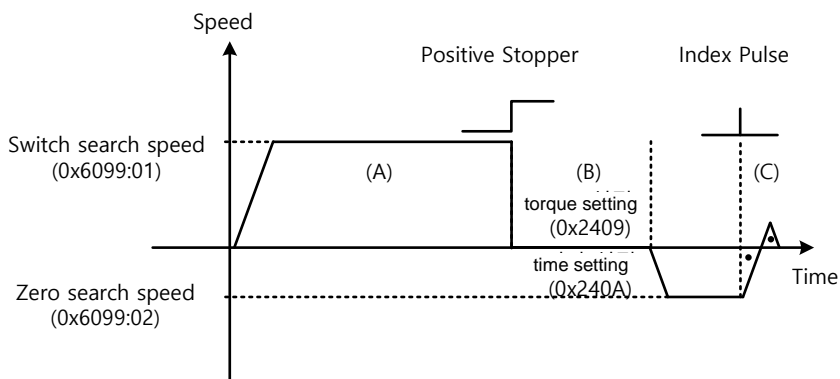 Speed
Positive Stopper
Index Pulse
Switch search speed
(0x6099:01)
(A)
(B)
(C)
torque setting
(0x2409)
time setting
(0x240A)
Time
Zero search speed
(0x6099:02)